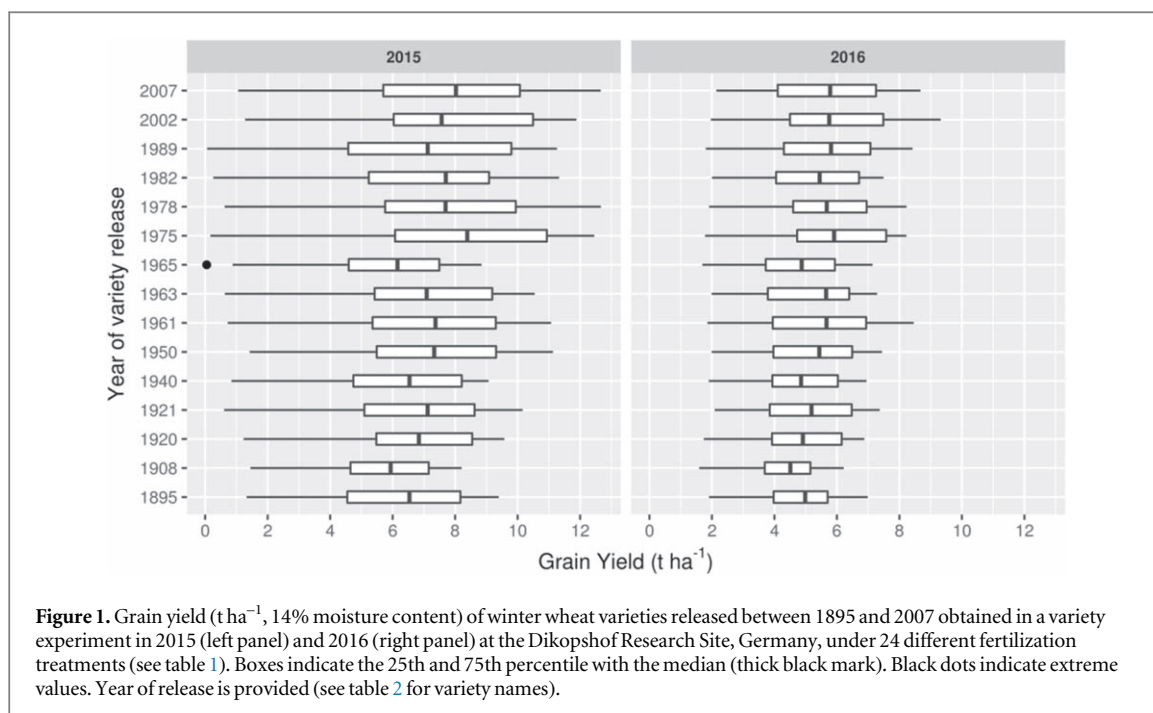 2015 2016
2007
2002
1989
1982
1978
1975
1965
1963
1961
1950
1940
1921
1920
1908
1895
Year of variety release
0 2 4 6 8 10 12 0 2 4 6 8 10 12
Grain Yield (t ha⁻¹)
Figure 1. Grain yield (t ha⁻¹, 14% moisture content) of winter wheat varieties released between 1895 and 2007 obtained in a variety
experiment in 2015 (left panel) and 2016 (right panel) at the Dikopshof Research Site, Germany, under 24 different fertilization
treatments (see table 1). Boxes indicate the 25th and 75th percentile with the median (thick black mark). Black dots indicate extreme
values. Year of release is provided (see table 2 for variety names).